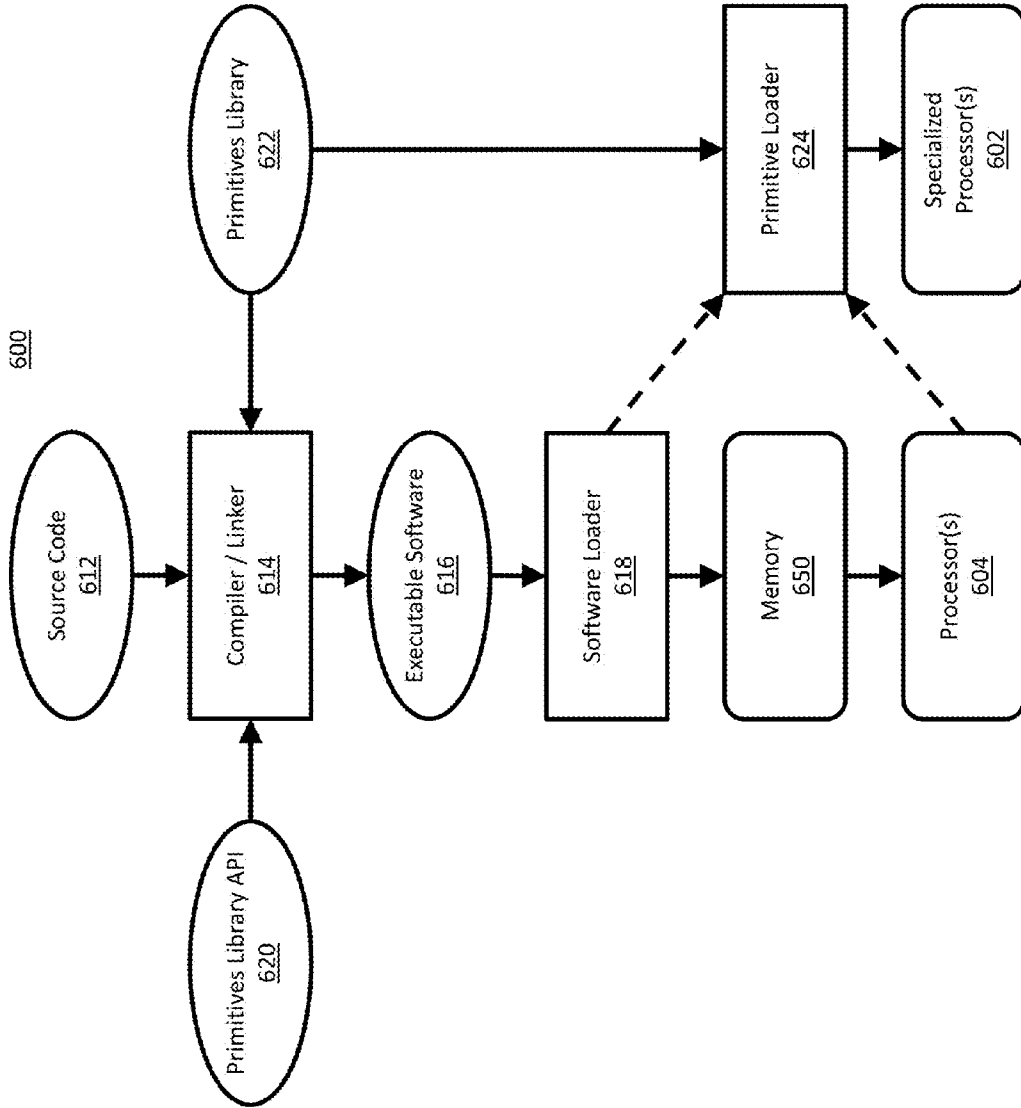 600
Source Code
612
Primitives Library API
620
Compiler / Linker
614
Primitives Library
622
Executable Software
616
Software Loader
618
Primitive Loader
624
Memory
650
Processor(s)
604
Specialized
Processor(s)
602